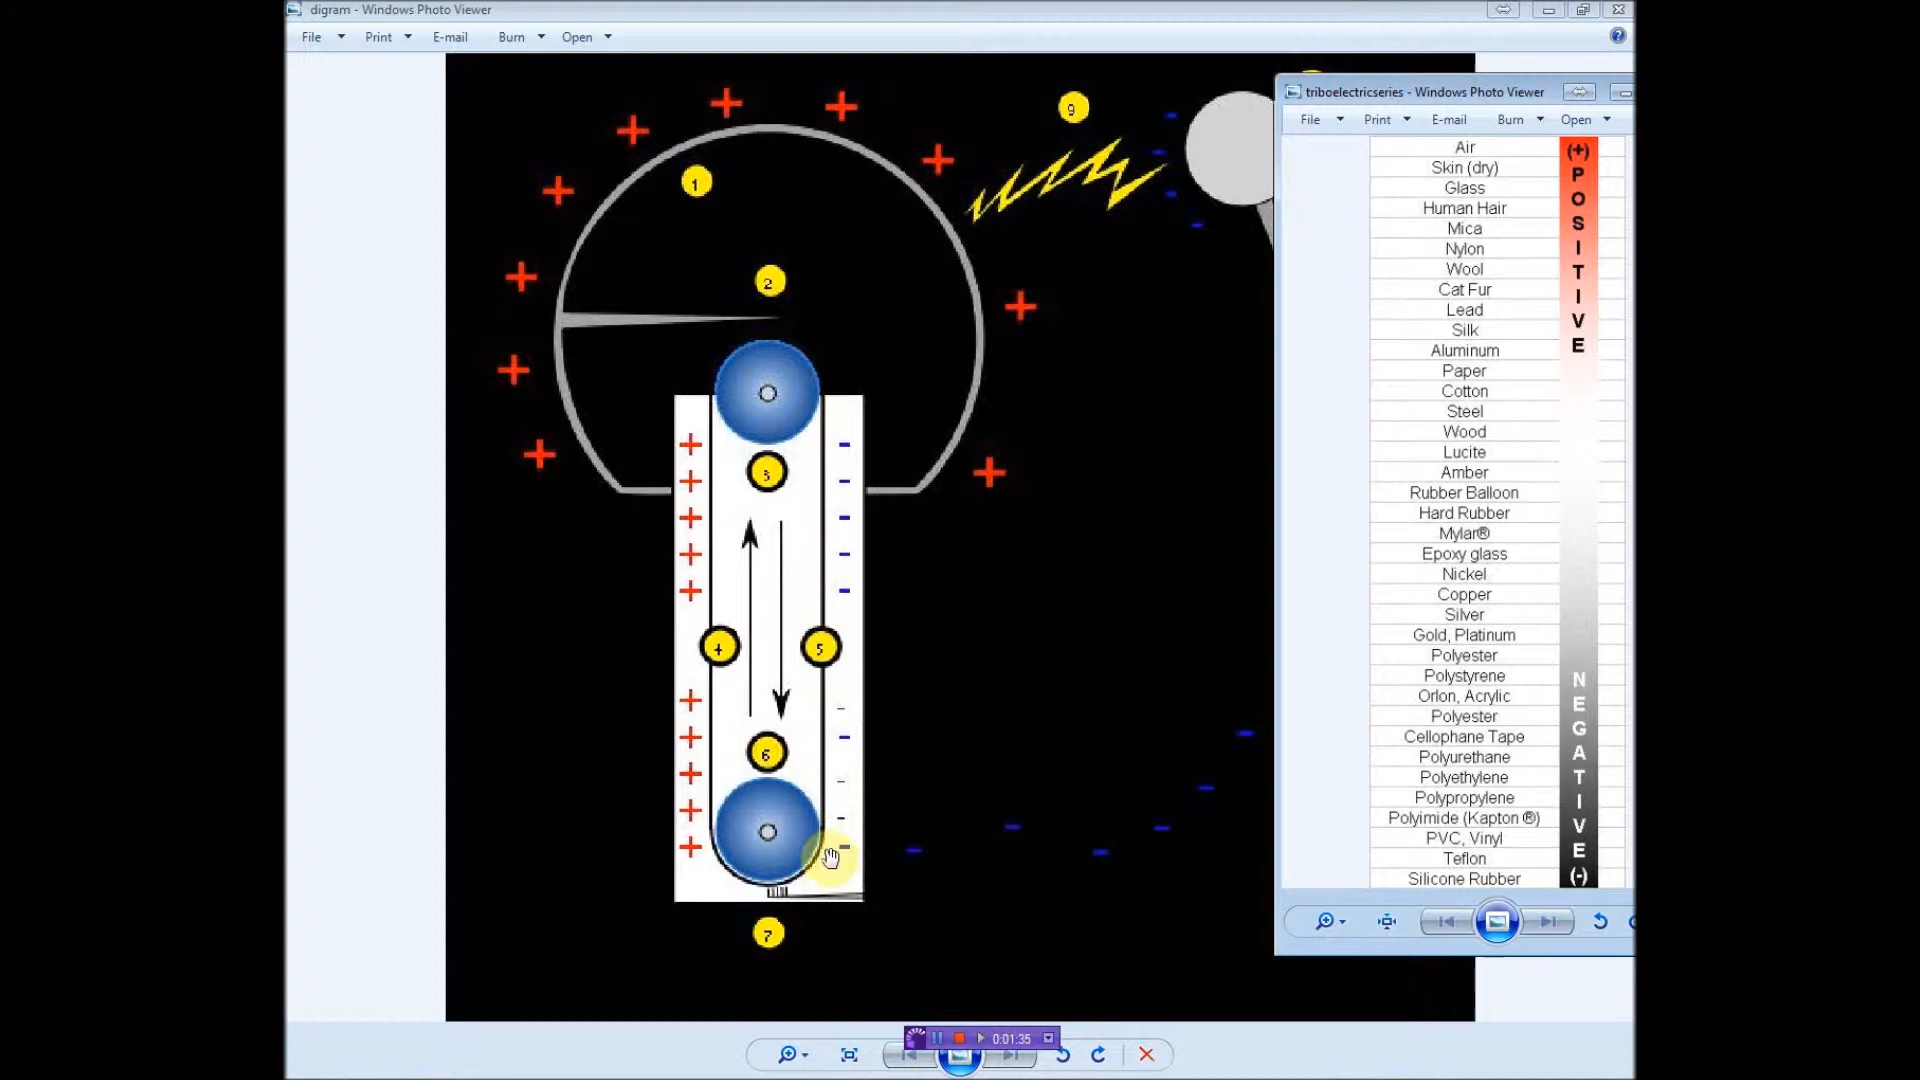 digram - Windows Photo Viewer
File Print E-mail Burn Open
1
2
3
4
5
6
7
9
triboelectricseries - Windows Photo Viewer
File Print E-mail Burn Open
Air
Skin (dry)
Glass
Human Hair
Mica
Nylon
Wool
Cat Fur
Lead
Silk
Aluminum
Paper
Cotton
Steel
Wood
Lucite
Amber
Rubber Balloon
Hard Rubber
Mylar®
Epoxy glass
Nickel
Copper
Silver
Gold, Platinum
Polyester
Polystyrene
Orlon, Acrylic
Polyester
Cellophane Tape
Polyurethane
Polyethylene
Polypropylene
Polyimide (Kapton ®)
PVC, Vinyl
Teflon
Silicone Rubber
(+)
P
O
S
I
T
I
V
E
N
E
G
A
T
I
V
E
(-)
0:01:35